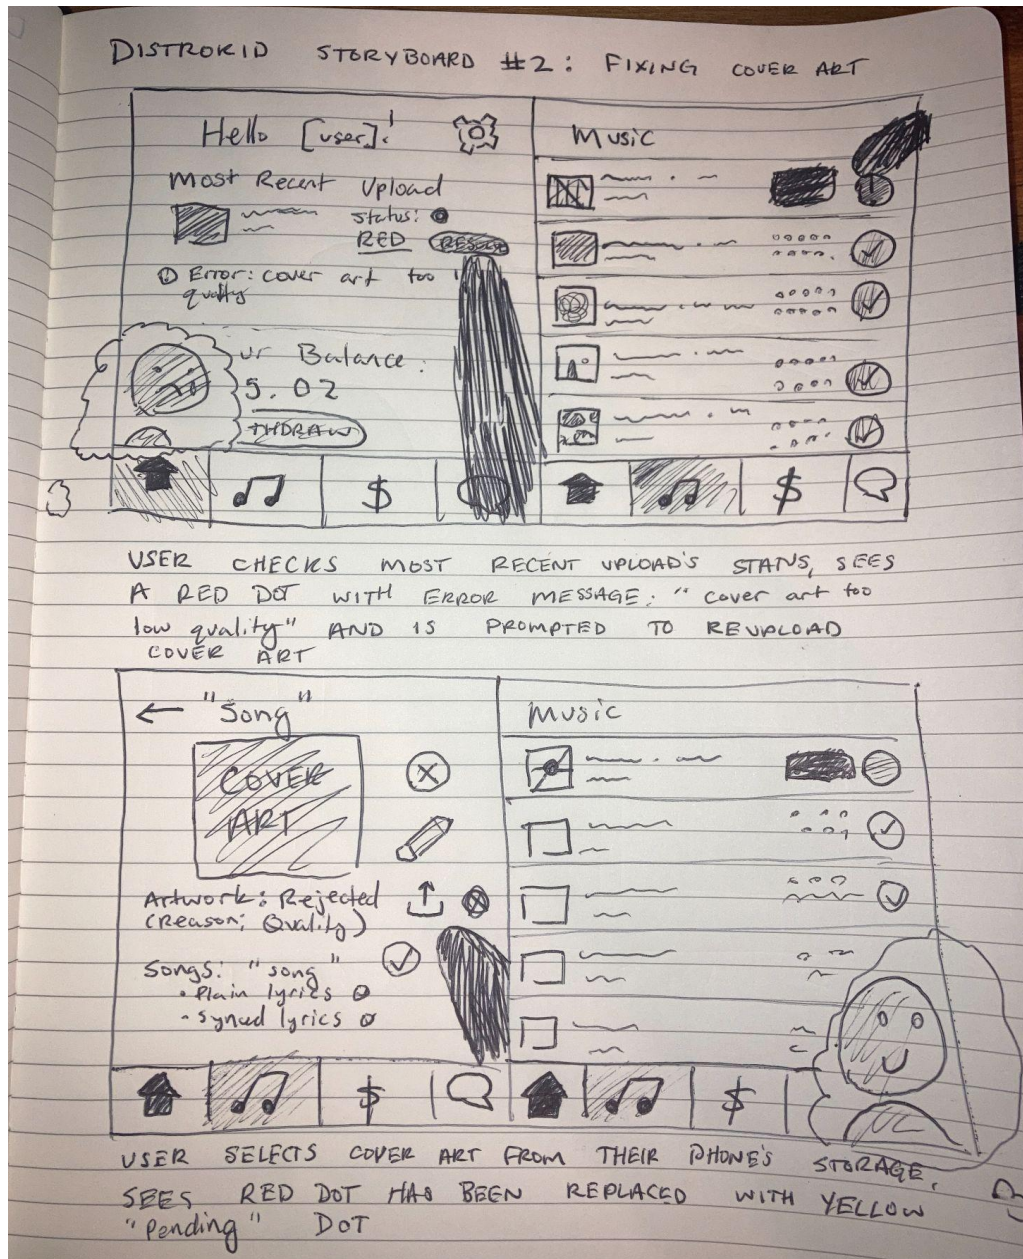 DISTROKID STORYBOARD #2: FIXING COVER ART
Hello [user]!
Most Recent Upload
status:
RED
Error: cover art too
quality
ur Balance:
5.02
THDRAW
$
Music
$
USER CHECKS MOST RECENT UPLOAD'S STATUS, SEES
A RED DOT WITH ERROR MESSAGE: "cover art too
low quality" AND IS PROMPTED TO REUPLOAD
COVER ART
"Song"
COVER
ART
Artwork: Rejected
(Reason: Quality)
Songs: "song"
• Plain lyrics
- Synced lyrics
$
Music
$
USER SELECTS COVER ART FROM THEIR PHONE'S STORAGE,
SEES RED DOT HAS BEEN REPLACED WITH YELLOW
"Pending" DOT